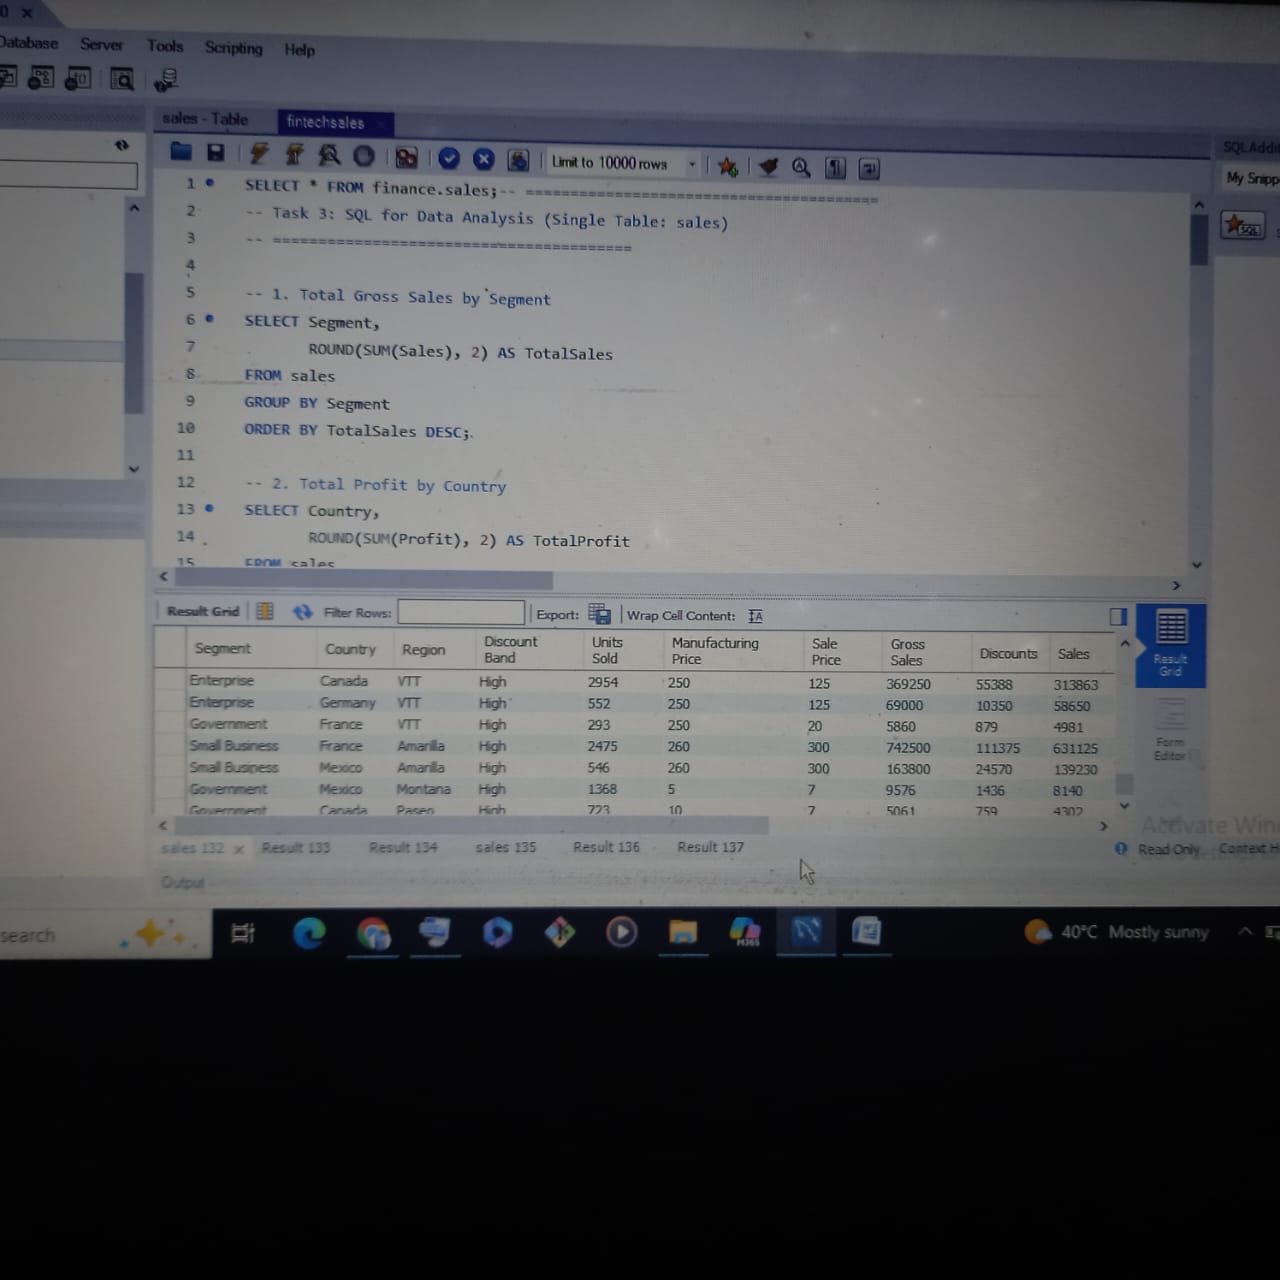 Database Server Tools Scripting Help
sales - Table fintechsales
SQLAddit
Limit to 10000 rows
My Snipp
1 SELECT * FROM finance.sales;-- ======================================
2 -- Task 3: SQL for Data Analysis (Single Table: sales)
3 -- =======================================
4
5 -- 1. Total Gross Sales by Segment
6 SELECT Segment,
7 ROUND(SUM(Sales), 2) AS TotalSales
8 FROM sales
9 GROUP BY Segment
10 ORDER BY TotalSales DESC;
11
12 -- 2. Total Profit by Country
13 SELECT Country,
14 ROUND(SUM(Profit), 2) AS TotalProfit
15 FROM sales
Result Grid Filter Rows: Export: Wrap Cell Content: IA
Segment Country Region Discount Band Units Sold Manufacturing Price Sale Price Gross Sales Discounts Sales
Enterprise Canada VTT High 2954 250 125 369250 55388 313863
Enterprise Germany VTT High 552 250 125 69000 10350 58650
Government France VTT High 293 250 20 5860 879 4981
Small Business France Amarilla High 2475 260 300 742500 111375 631125
Small Business Mexico Amarilla High 546 260 300 163800 24570 139230
Government Mexico Montana High 1368 5 7 9576 1436 8140
Government Canada Paseo High 723 10 7 5061 759 4302
Result Grid
Form Editor
Activate Win
sales 132 Result 133 Result 134 sales 135 Result 136 Result 137
Read Only Context H
Output
search
M365
40°C Mostly sunny